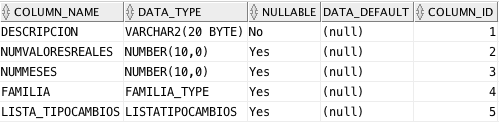 COLUMN_NAME DATA_TYPE NULLABLE DATA_DEFAULT COLUMN_ID
DESCRIPCION VARCHAR2(20 BYTE) No (null) 1
NUMVALORESREALES NUMBER(10,0) Yes (null) 2
NUMMESES NUMBER(10,0) Yes (null) 3
FAMILIA FAMILIA_TYPE Yes (null) 4
LISTA_TIPOCAMBIOS LISTATIPOCAMBIOS Yes (null) 5